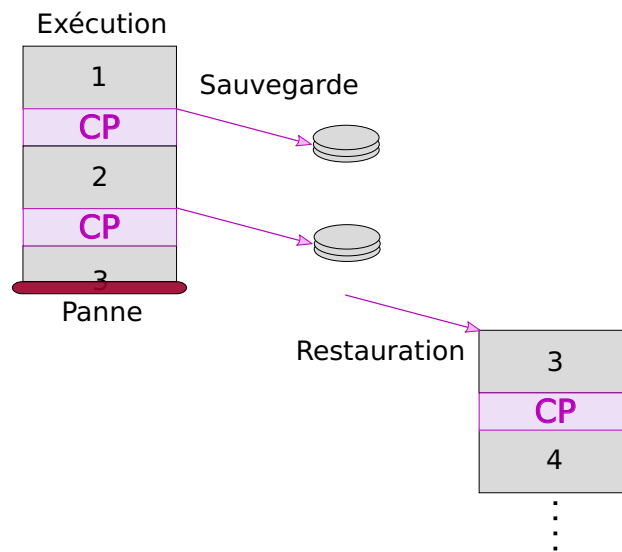 Exécution
1
Sauvegarde
CP
2
CP
3
Panne
Restauration
3
CP
4